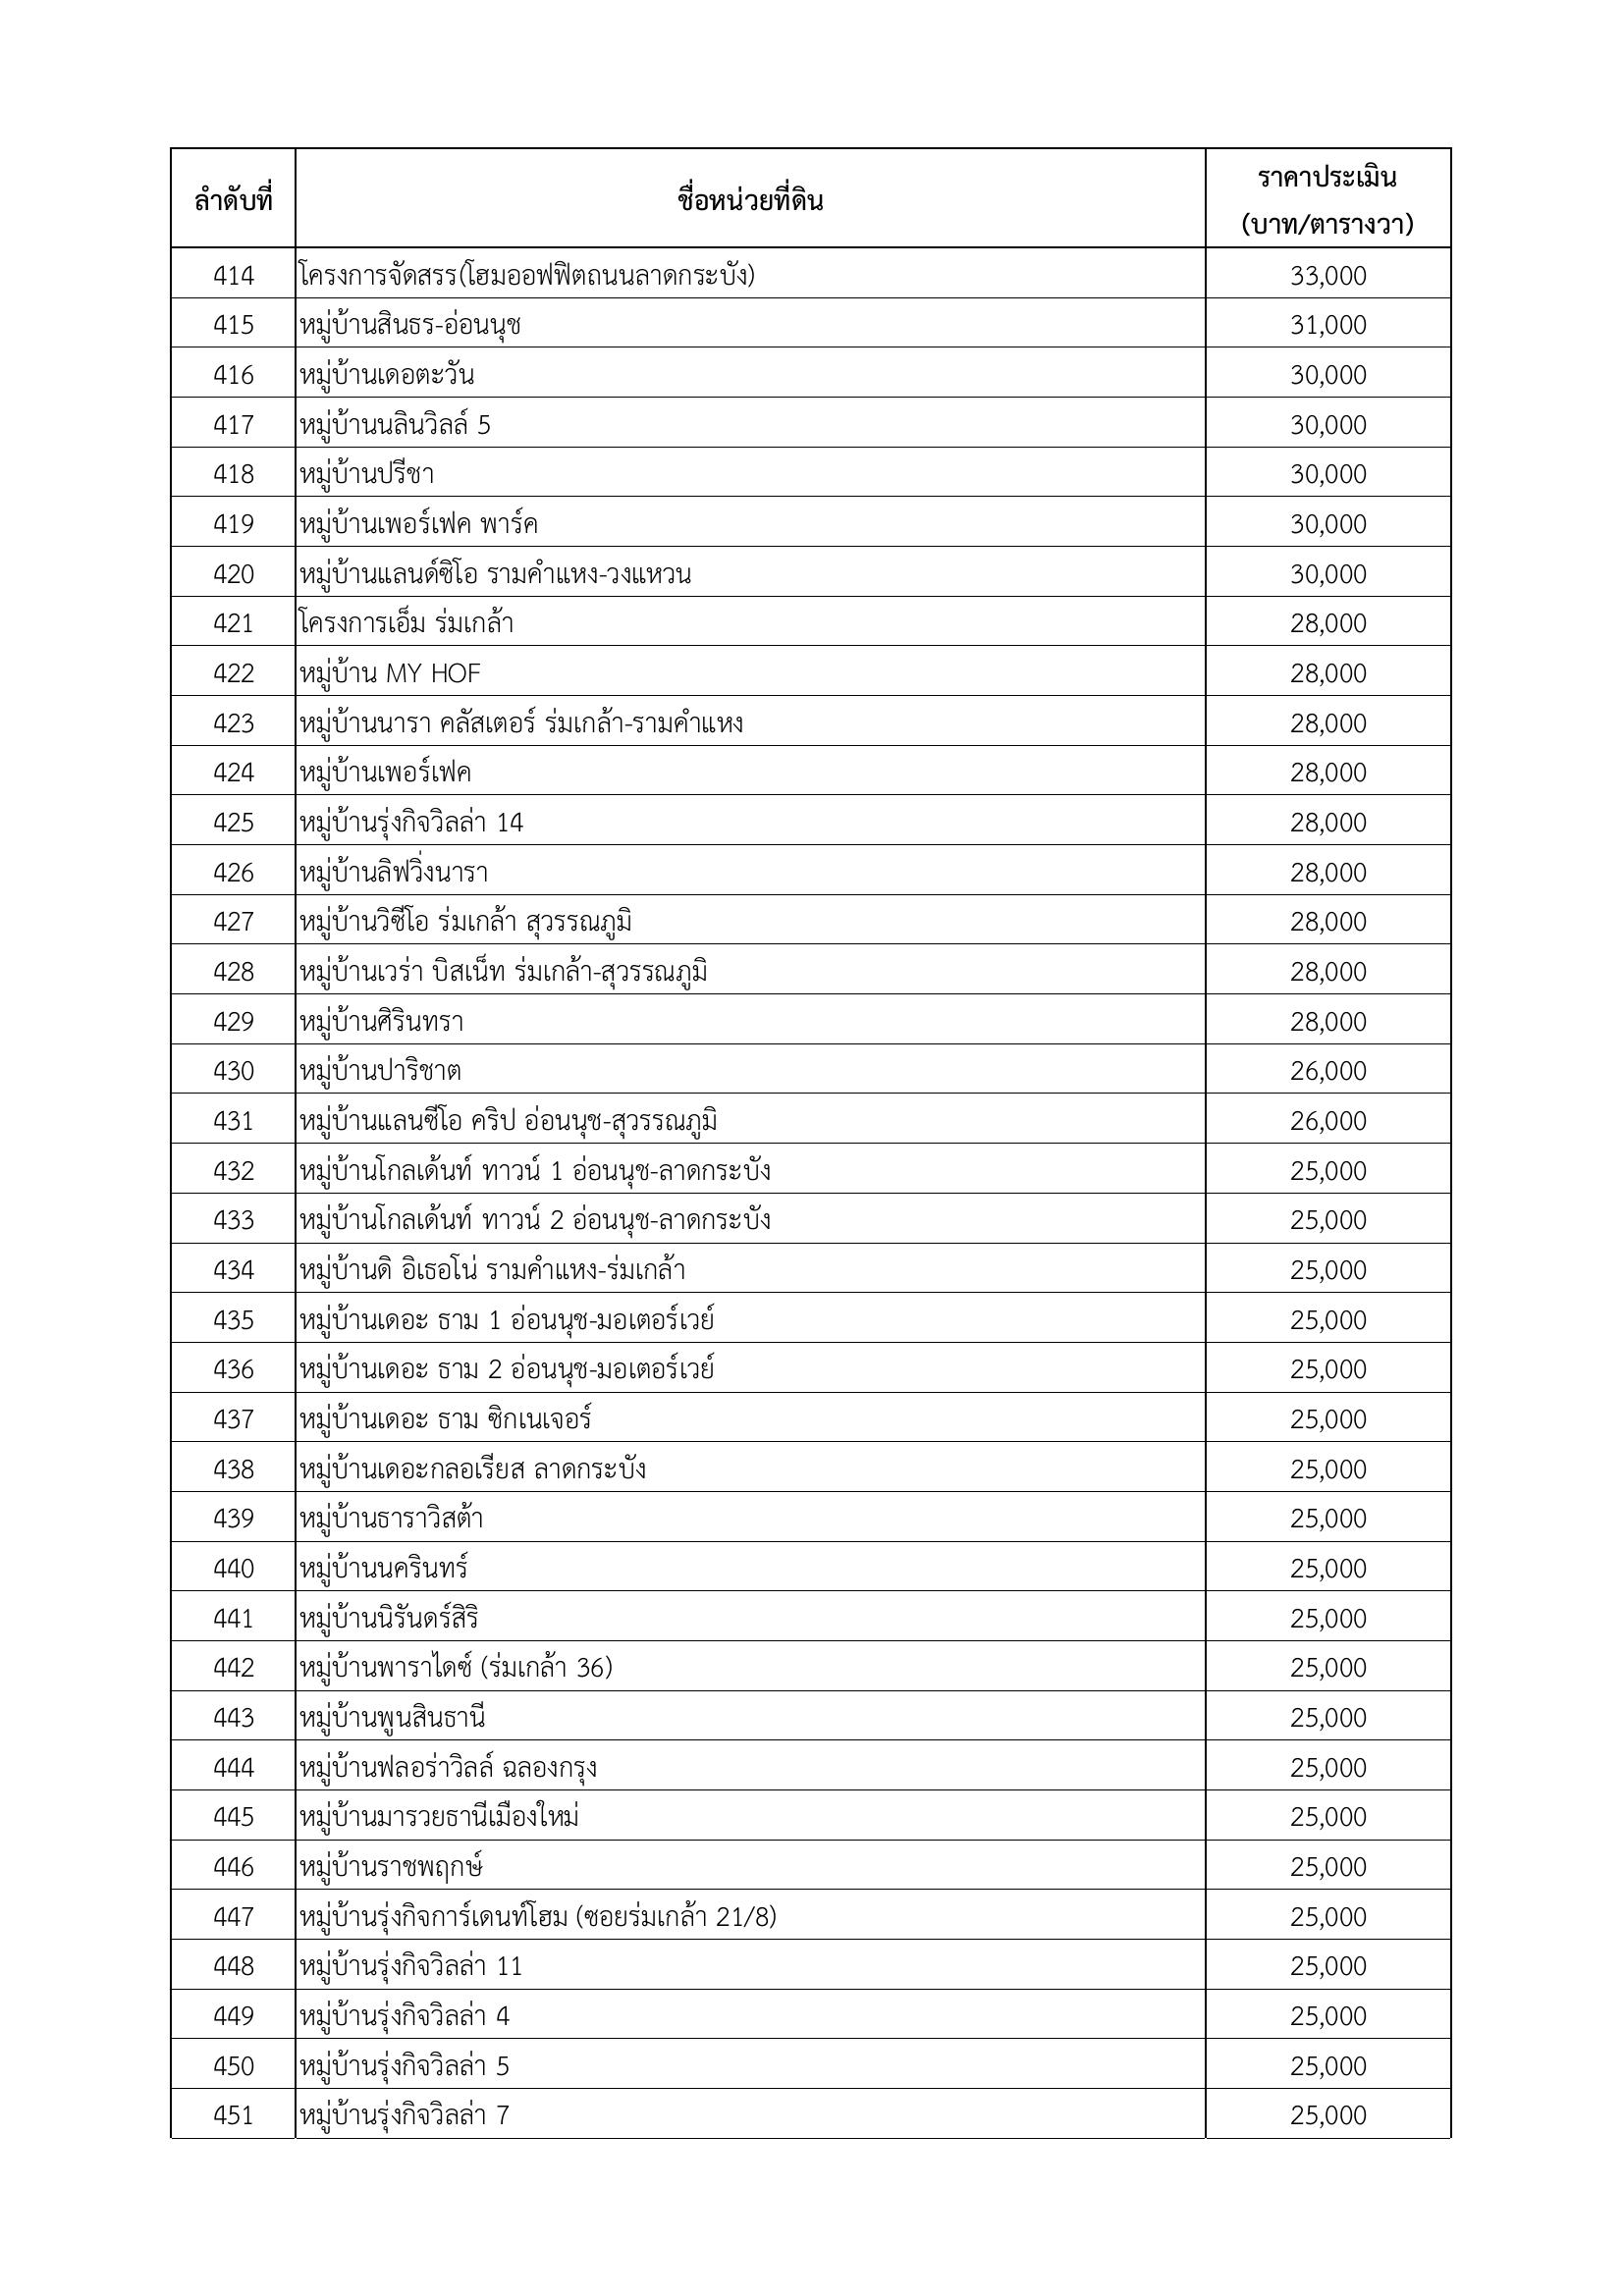 ลำดับที่ ชื่อหน่วยที่ดิน ราคาประเมิน (บาท/ตารางวา)
414 โครงการจัดสรร(โฮมออฟฟิตถนนลาดกระบัง) 33,000
415 หมู่บ้านสินธร-อ่อนนุช 31,000
416 หมู่บ้านเดอตะวัน 30,000
417 หมู่บ้านนลินวิลล์ 5 30,000
418 หมู่บ้านปรีชา 30,000
419 หมู่บ้านเพอร์เฟค พาร์ค 30,000
420 หมู่บ้านแลนด์ซิโอ รามคำแหง-วงแหวน 30,000
421 โครงการเอ็ม ร่มเกล้า 28,000
422 หมู่บ้าน MY HOF 28,000
423 หมู่บ้านนารา คลัสเตอร์ ร่มเกล้า-รามคำแหง 28,000
424 หมู่บ้านเพอร์เฟค 28,000
425 หมู่บ้านรุ่งกิจวิลล่า 14 28,000
426 หมู่บ้านลิฟวิ่งนารา 28,000
427 หมู่บ้านวิซีโอ ร่มเกล้า สุวรรณภูมิ 28,000
428 หมู่บ้านเวร่า บิสเน็ท ร่มเกล้า-สุวรรณภูมิ 28,000
429 หมู่บ้านศิรินทรา 28,000
430 หมู่บ้านปาริชาต 26,000
431 หมู่บ้านแลนซีโอ คริป อ่อนนุช-สุวรรณภูมิ 26,000
432 หมู่บ้านโกลเด้นท์ ทาวน์ 1 อ่อนนุช-ลาดกระบัง 25,000
433 หมู่บ้านโกลเด้นท์ ทาวน์ 2 อ่อนนุช-ลาดกระบัง 25,000
434 หมู่บ้านดิ อิเธอโน่ รามคำแหง-ร่มเกล้า 25,000
435 หมู่บ้านเดอะ ธาม 1 อ่อนนุช-มอเตอร์เวย์ 25,000
436 หมู่บ้านเดอะ ธาม 2 อ่อนนุช-มอเตอร์เวย์ 25,000
437 หมู่บ้านเดอะ ธาม ซิกเนเจอร์ 25,000
438 หมู่บ้านเดอะกลอเรียส ลาดกระบัง 25,000
439 หมู่บ้านธาราวิสต้า 25,000
440 หมู่บ้านนครินทร์ 25,000
441 หมู่บ้านนิรันดร์สิริ 25,000
442 หมู่บ้านพาราไดซ์ (ร่มเกล้า 36) 25,000
443 หมู่บ้านพูนสินธานี 25,000
444 หมู่บ้านฟลอร่าวิลล์ ฉลองกรุง 25,000
445 หมู่บ้านมารวยธานีเมืองใหม่ 25,000
446 หมู่บ้านราชพฤกษ์ 25,000
447 หมู่บ้านรุ่งกิจการ์เดนท์โฮม (ซอยร่มเกล้า 21/8) 25,000
448 หมู่บ้านรุ่งกิจวิลล่า 11 25,000
449 หมู่บ้านรุ่งกิจวิลล่า 4 25,000
450 หมู่บ้านรุ่งกิจวิลล่า 5 25,000
451 หมู่บ้านรุ่งกิจวิลล่า 7 25,000